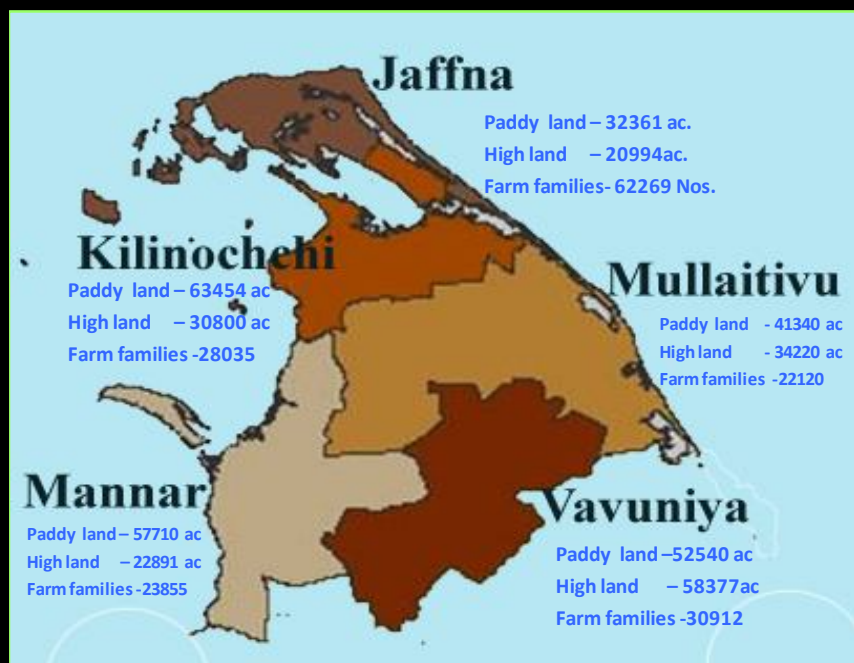 Jaffna
Paddy land – 32361 ac.
High land – 20994ac.
Farm families- 62269 Nos.
Kilinochehi
Paddy land – 63454 ac
High land – 30800 ac
Farm families -28035
Mullaitivu
Paddy land - 41340 ac
High land - 34220 ac
Farm families -22120
Mannar
Paddy land – 57710 ac
High land – 22891 ac
Farm families -23855
Vavuniya
Paddy land –52540 ac
High land – 58377ac
Farm families -30912